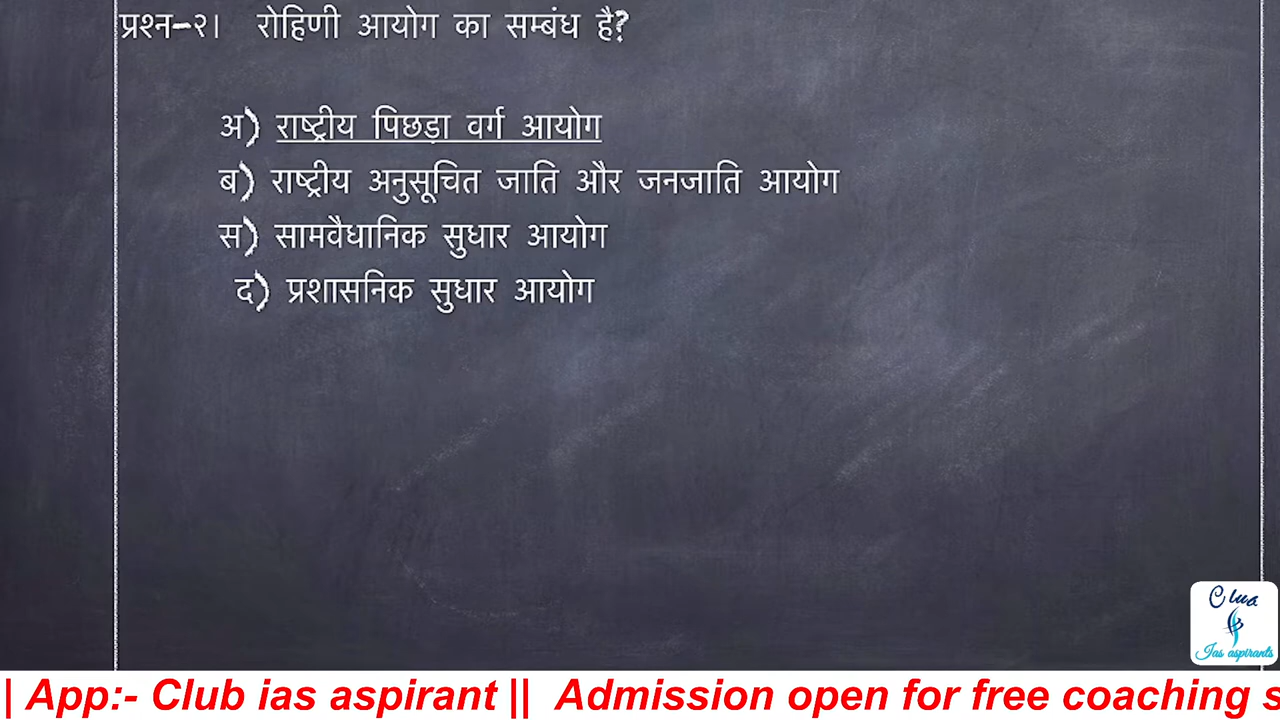 प्रश्न-२। रोहिणी आयोग का सम्बंध है?
अ) राष्ट्रीय पिछड़ा वर्ग आयोग
ब) राष्ट्रीय अनुसूचित जाति और जनजाति आयोग
स) सामवैधानिक सुधार आयोग
द) प्रशासनिक सुधार आयोग
Club
Ias aspirants
| App:- Club ias aspirant || Admission open for free coaching s